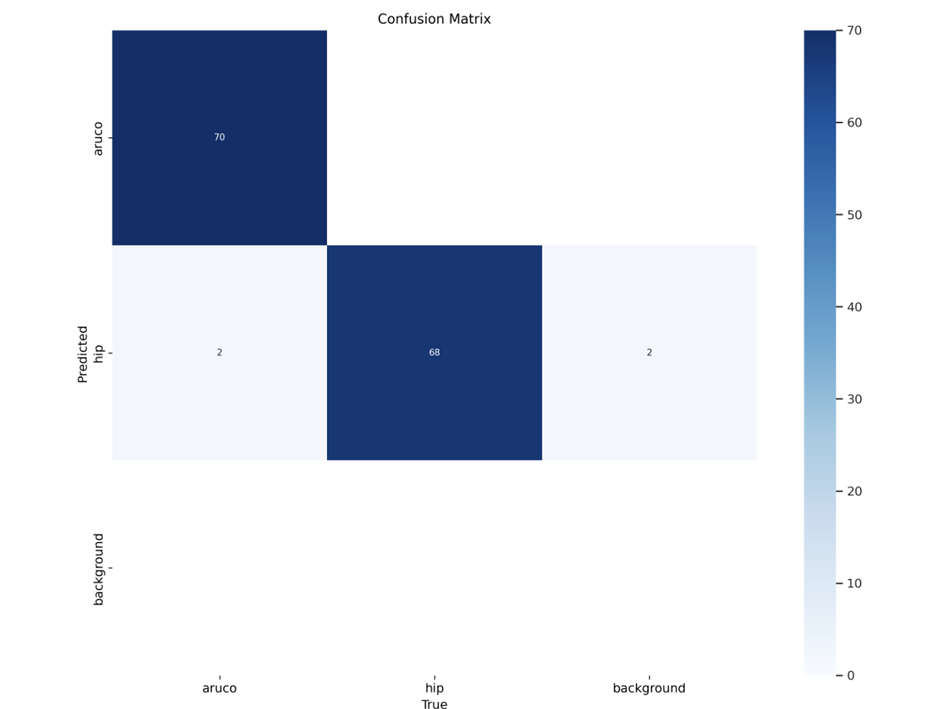 Confusion Matrix
aruco
70
Predicted
hip
2
68
2
background
aruco
hip
background
True
70
60
50
40
30
20
10
0